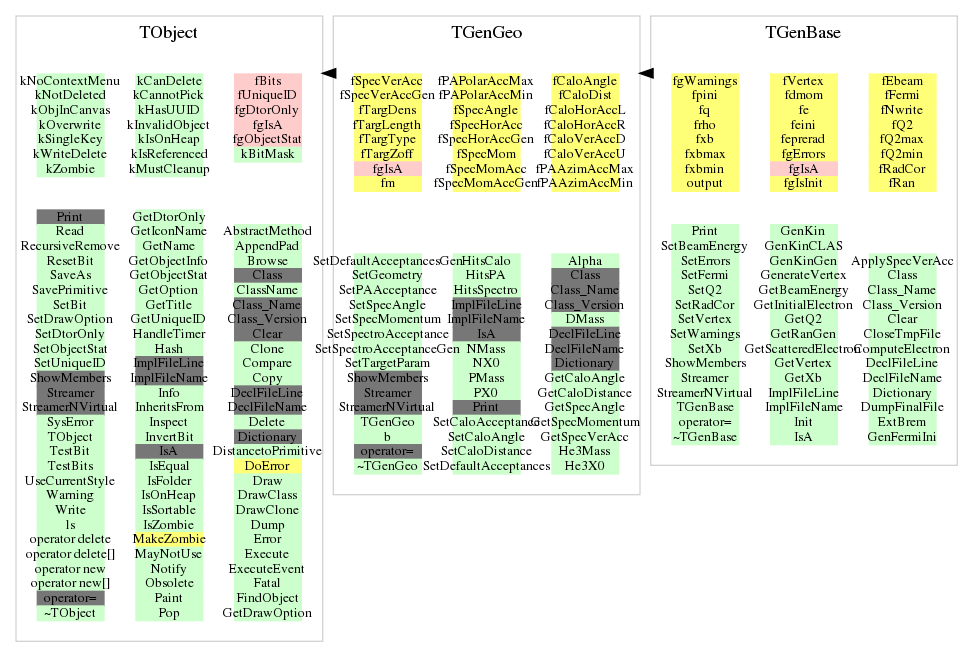 TObject
kNoContextMenu
kNotDeleted
kObjInCanvas
kOverwrite
kSingleKey
kWriteDelete
kZombie
kCanDelete
kCannotPick
kHasUUID
kInvalidObject
kIsOnHeap
kIsReferenced
kMustCleanup
fBits
fUniqueID
fgDtorOnly
fgIsA
fgObjectStat
kBitMask
Print
Read
RecursiveRemove
ResetBit
SaveAs
SavePrimitive
SetBit
SetDrawOption
SetDtorOnly
SetObjectStat
SetUniqueID
ShowMembers
Streamer
StreamerNVirtual
SysError
TObject
TestBit
TestBits
UseCurrentStyle
Warning
Write
ls
operator delete
operator delete[]
operator new
operator new[]
operator=
~TObject
GetDtorOnly
GetIconName
GetName
GetObjectInfo
GetObjectStat
GetOption
GetTitle
GetUniqueID
HandleTimer
Hash
ImplFileLine
ImplFileName
Info
InheritsFrom
Inspect
InvertBit
IsA
IsEqual
IsFolder
IsOnHeap
IsSortable
IsZombie
MakeZombie
MayNotUse
Notify
Obsolete
Paint
Pop
AbstractMethod
AppendPad
Browse
Class
ClassName
Class_Name
Class_Version
Clear
Clone
Compare
Copy
DeclFileLine
DeclFileName
Delete
Dictionary
DistancetoPrimitive
DoError
Draw
DrawClass
DrawClone
Dump
Error
Execute
ExecuteEvent
Fatal
FindObject
GetDrawOption
TGenGeo
fSpecVerAcc
fSpecVerAccGen
fTargDens
fTargLength
fTargType
fTargZoff
fgIsA
fm
fPAPolarAccMax
fPAPolarAccMin
fSpecAngle
fSpecHorAcc
fSpecHorAccGen
fSpecMom
fSpecMomAcc
fSpecMomAccGen
fCaloAngle
fCaloDist
fCaloHorAccL
fCaloHorAccR
fCaloVerAccD
fCaloVerAccU
fPAAzimAccMax
fPAAzimAccMin
SetDefaultAcceptances
SetGeometry
SetPAAcceptance
SetSpecAngle
SetSpecMomentum
SetSpectroAcceptance
SetSpectroAcceptanceGen
SetTargetParam
ShowMembers
Streamer
StreamerNVirtual
TGenGeo
b
operator=
~TGenGeo
GenHitsCalo
HitsPA
HitsSpectro
ImplFileLine
ImplFileName
IsA
NMass
NX0
PMass
PX0
Print
SetCaloAcceptance
SetCaloAngle
SetCaloDistance
SetDefaultAcceptances
Alpha
Class
Class_Name
Class_Version
DMass
DeclFileLine
DeclFileName
Dictionary
GetCaloAngle
GetCaloDistance
GetSpecAngle
GetSpecMomentum
GetSpecVerAcc
He3Mass
He3X0
TGenBase
fgWarnings
fpini
fq
frho
fxb
fxbmax
fxbmin
output
fVertex
fdmom
fe
feini
feprerad
fgErrors
fgIsA
fgIsInit
fEbeam
fFermi
fNwrite
fQ2
fQ2max
fQ2min
fRadCor
fRan
Print
SetBeamEnergy
SetErrors
SetFermi
SetQ2
SetRadCor
SetVertex
SetWarnings
SetXb
ShowMembers
Streamer
StreamerNVirtual
TGenBase
operator=
~TGenBase
GenKin
GenKinCLAS
GenKinGen
GenerateVertex
GetBeamEnergy
GetInitialElectron
GetQ2
GetRanGen
GetScatteredElectron
GetVertex
GetXb
ImplFileLine
ImplFileName
Init
IsA
ApplySpecVerAcc
Class
Class_Name
Class_Version
Clear
CloseTmpFile
ComputeElectron
DeclFileLine
DeclFileName
Dictionary
DumpFinalFile
ExtBrem
GenFermiIni